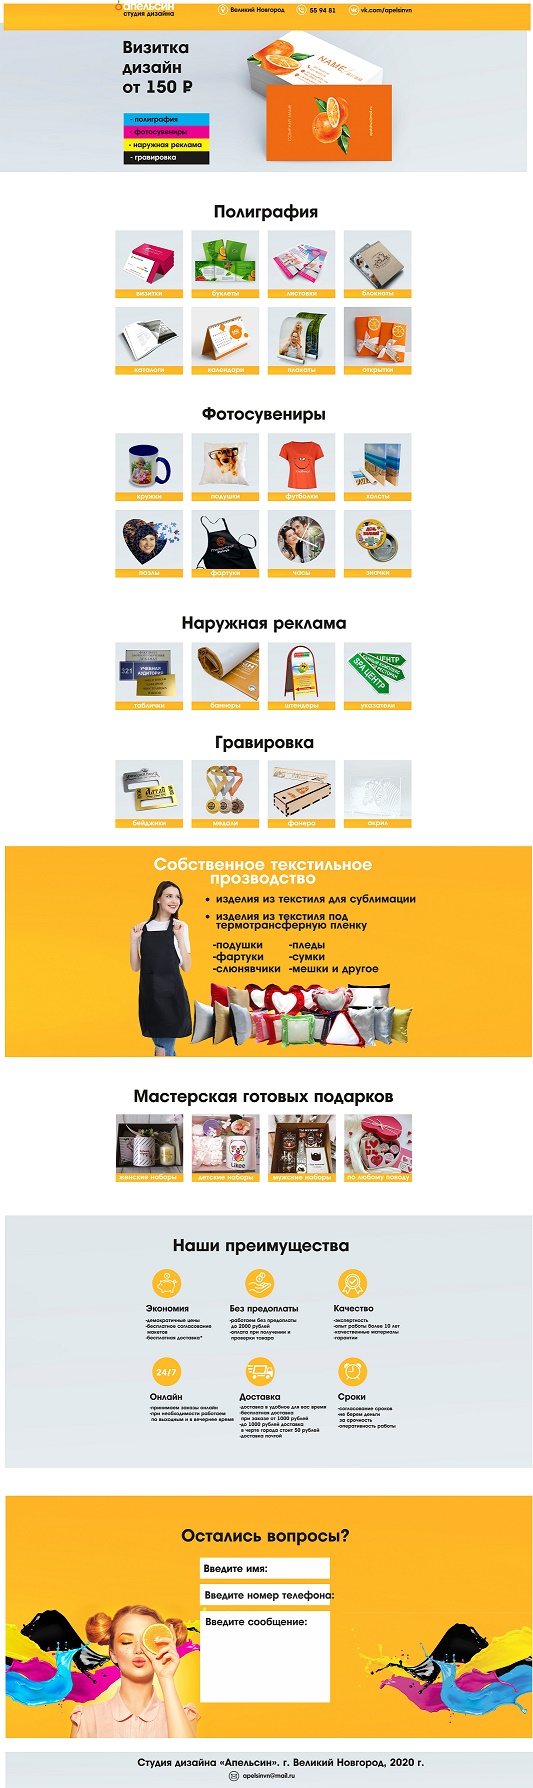 апельсин
студия дизайна
Великий Новгород
55 94 81
vk.com/apelsinvn
Визитка
дизайн
от 150 ₽
- полиграфия
- фотосувениры
- наружная реклама
- гравировка
NAME
COMPANY NAME
Полиграфия
визитки
буклеты
листовки
блокноты
каталоги
календари
плакаты
открытки
Фотосувениры
кружки
подушки
футболки
холсты
пазлы
фартуки
часы
значки
Наружная реклама
321
УЧЕБНАЯ
АУДИТОРИЯ
SPA ЦЕНТР
таблички
баннеры
штендеры
указатели
Гравировка
бейджики
медали
фанера
акрил
Собственное текстильное
прозводство
• изделия из текстиля для сублимации
• изделия из текстиля под
термотрансферную пленку
-подушки -пледы
-фартуки -сумки
-слюнявчики -мешки и другое
Мастерская готовых подарков
Likee
женские наборы
детские наборы
мужские наборы
по любому поводу
Наши преимущества
Экономия
-демократичные цены
-бесплатное согласование
макетов
-бесплатная доставка*
Без предоплаты
-работаем без предоплаты
до 2000 рублей
-оплата при получении и
проверки товара
Качество
-экспертность
-опыт работы более 10 лет
-качественные материалы
-гарантии
24/7
Онлайн
-принимаем заказы онлайн
-при необходимости работаем
по выходным и в вечернее время
Доставка
-доставка в удобное для вас время
-бесплатная доставка
при заказе от 1000 рублей
-до 1000 рублей доставка
в черте города стоит 50 рублей
-доставка почтой
Сроки
-согласование сроков
-не берем деньги
за срочность
-оперативность работы
Остались вопросы?
Введите имя:
Введите номер телефона:
Введите сообщение:
Студия дизайна «Апельсин». г. Великий Новгород, 2020 г.
apelsinvn@mail.ru